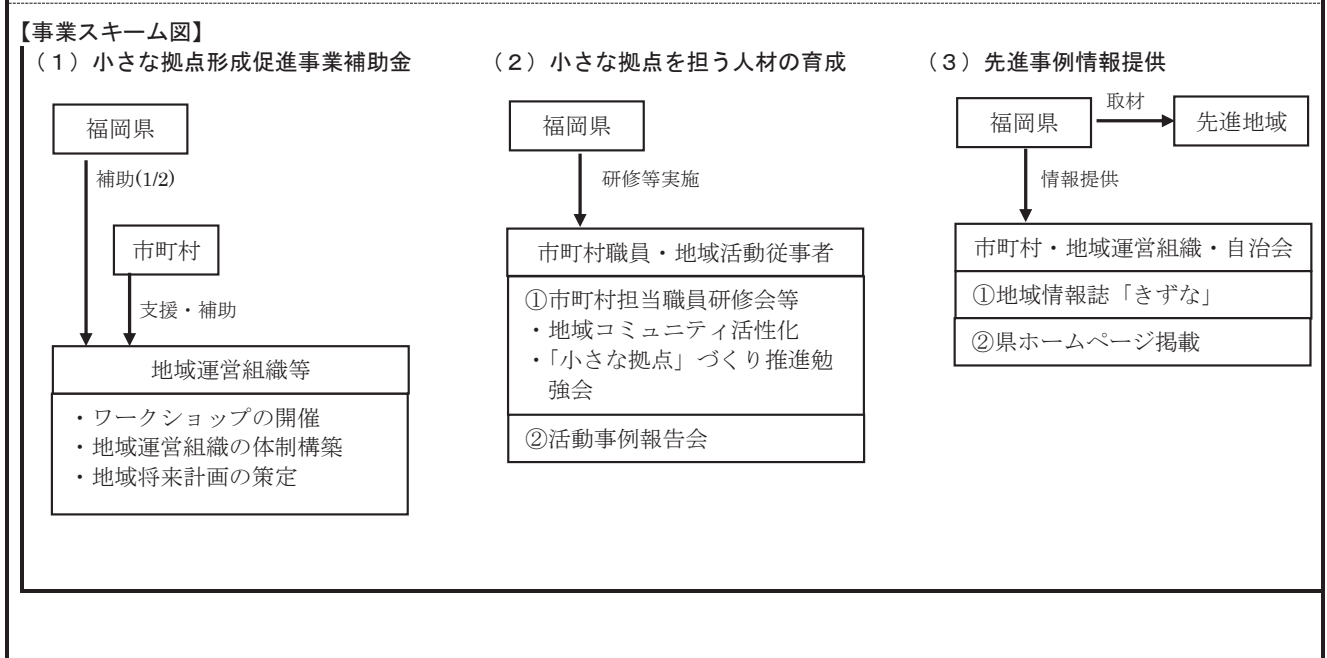 【事業スキーム図】
（１）小さな拠点形成促進事業補助金
福岡県
補助(1/2)
市町村
支援・補助
地域運営組織等
・ワークショップの開催
・地域運営組織の体制構築
・地域将来計画の策定
（２）小さな拠点を担う人材の育成
福岡県
研修等実施
市町村職員・地域活動従事者
①市町村担当職員研修会等
・地域コミュニティ活性化
・「小さな拠点」づくり推進勉
強会
②活動事例報告会
（３）先進事例情報提供
福岡県
取材
先進地域
情報提供
市町村・地域運営組織・自治会
①地域情報誌「きずな」
②県ホームページ掲載